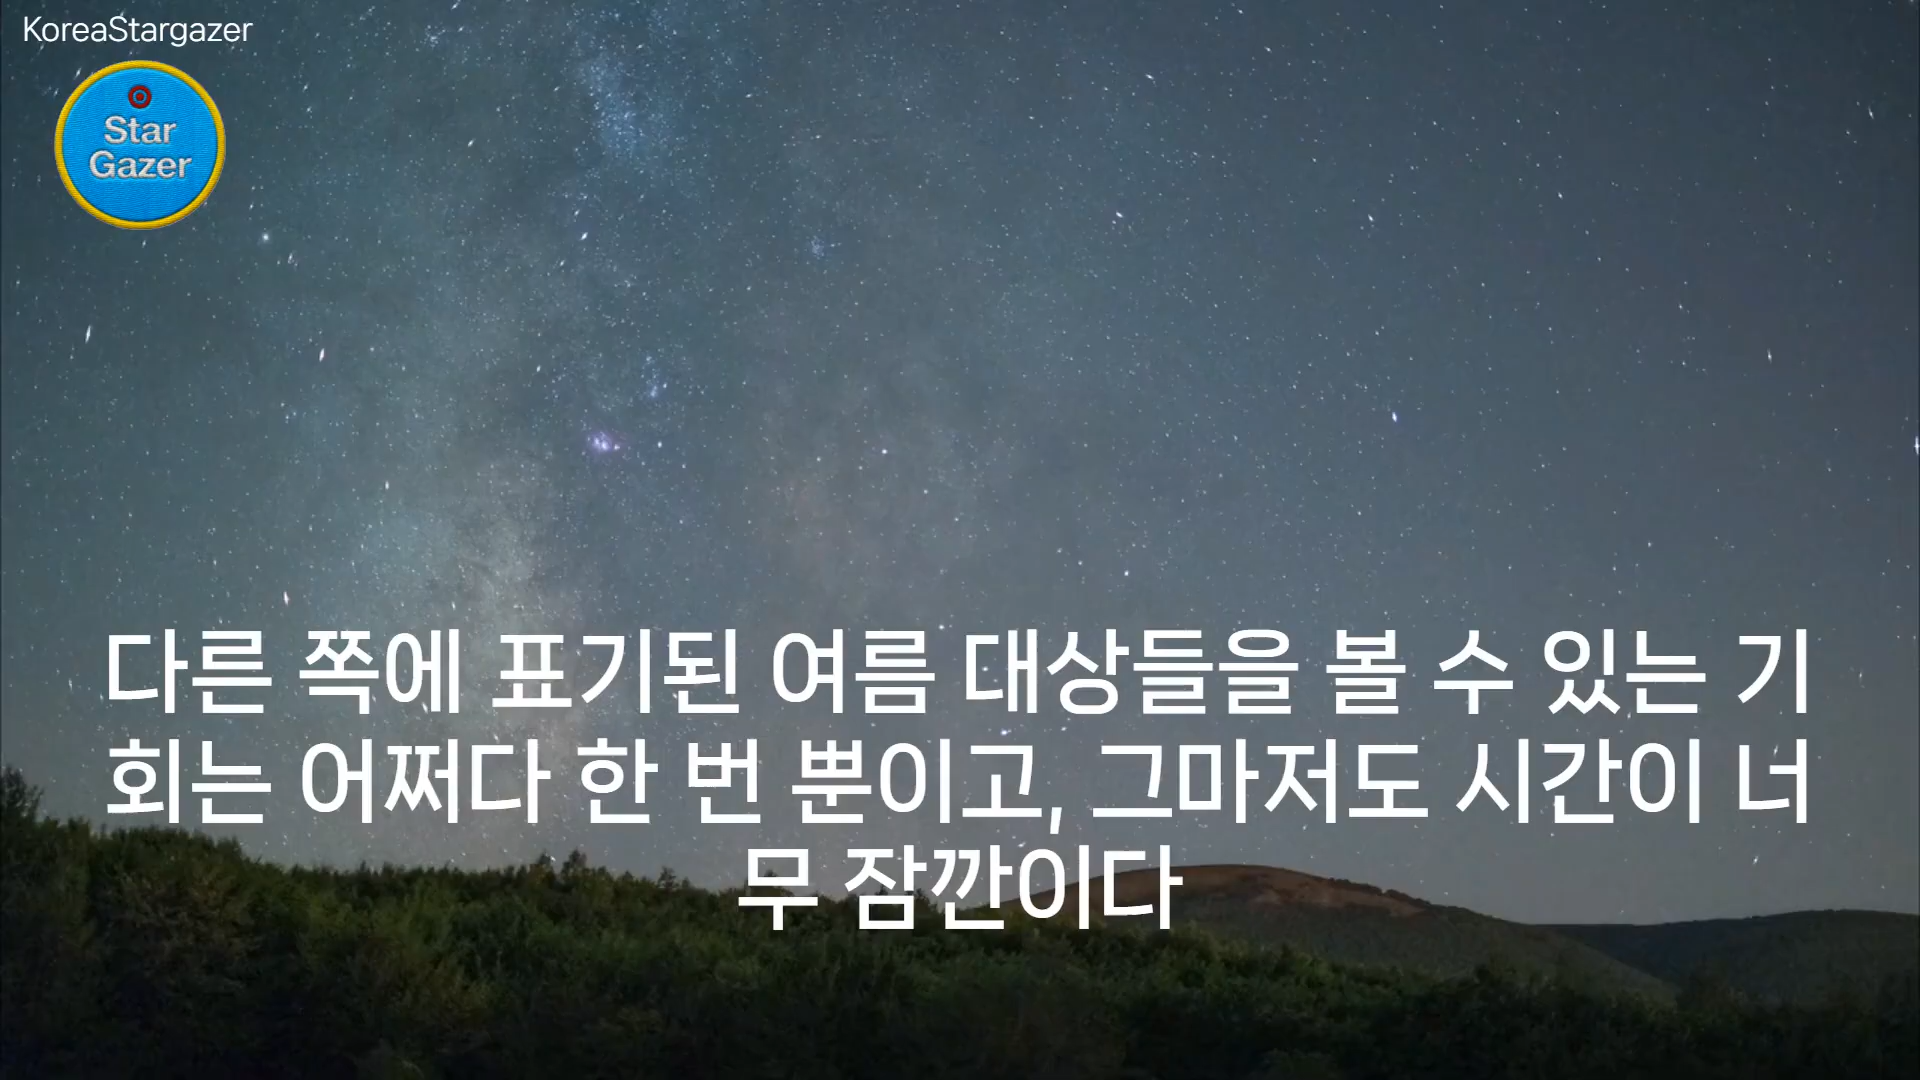 KoreaStargazer
Star
Gazer
다른 쪽에 표기된 여름 대상들을 볼 수 있는 기
회는 어쩌다 한 번 뿐이고, 그마저도 시간이 너
무 잠깐이다